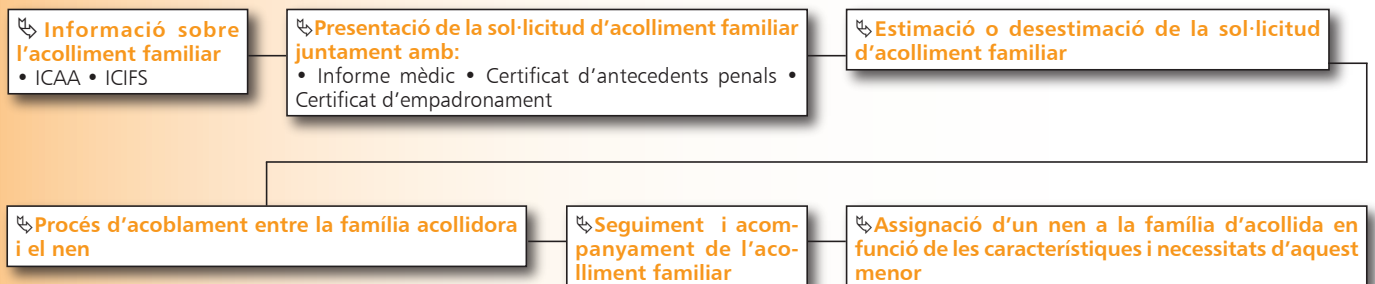 ⮱ Informació sobre
l'acolliment familiar
• ICAA • ICIFS
⮱Presentació de la sol·licitud d'acolliment familiar
juntament amb:
• Informe mèdic • Certificat d'antecedents penals •
Certificat d'empadronament
⮱Estimació o desestimació de la sol·licitud
d'acolliment familiar
⮱Procés d'acoblament entre la família acollidora
i el nen
⮱Seguiment i acom-
panyament de l'aco-
lliment familiar
⮱Assignació d'un nen a la família d'acollida en
funció de les característiques i necessitats d'aquest
menor